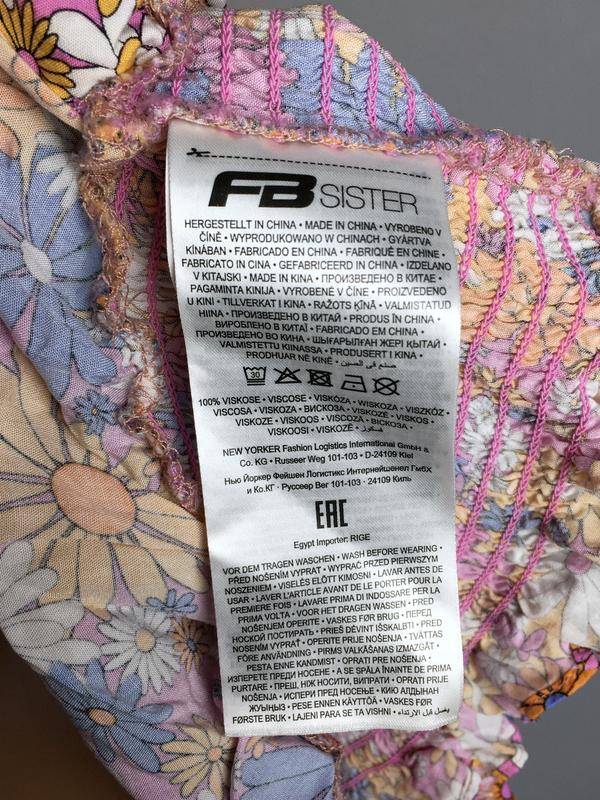 FB SISTER
HERGESTELLT IN CHINA • MADE IN CHINA • VYROBENO V
ČÍNĚ • WYPRODUKOWANO W CHINACH • GYÁRTVA
KÍNÁBAN • FABRICADO EN CHINA • FABRIQUÉ EN CHINE •
FABRICATO IN CINA • GEFABRICEERD IN CHINA • IZDELANO
V KITAJSKI • MADE IN KINA • ПРОИЗВЕДЕНО В КИТАЕ •
PAGAMINTA KINIJA • VYROBENÉ V ČÍNE • PROIZVEDENO
U KINI • TILLVERKAT I KINA • RAŽOTS ĶĪNĀ • VALMISTATUD
HIINA • ПРОИЗВЕДЕНО В КИТАЙ • PRODUS ÎN CHINA •
ВИРОБЛЕНО В КИТАЇ • FABRICADO EM CHINA •
ПРОИЗВЕДЕНО ВО КИНА • ШЫҒАРЫЛҒАН ЖЕРІ ҚЫТАЙ •
VALMISTETTU KIINASSA • PRODUSERT I KINA •
PRODHUAR NË KINË • صنع في الصين
30
100% VISKOSE • VISCOSE • VISKÓZA • WISKOZA • VISZKÓZ •
VISCOSA • VISKOZA • ВИСКОЗА • VISKOZĖ • VISKOS •
VISKOZE • VISKOOS • VISCOZA • ВІСКОЗА •
VISKOOSI • VISKOZË • فسكوز
NEW YORKER Fashion Logistics International GmbH &
Co. KG • Russeer Weg 101-103 • D-24109 Kiel
Нью Йоркер Фейшен Логистикс Интернейшенел Гмбх
и Ко.КГ • Руссеер Вег 101-103 • 24109 Киль
EAC
Egypt Importer: RIGE
VOR DEM TRAGEN WASCHEN • WASH BEFORE WEARING •
PŘED NOŠENÍM VYPRAT • WYPRAĆ PRZED PIERWSZYM
NOSZENIEM • VISELÉS ELŐTT KIMOSNI • LAVAR ANTES DE
USAR • LAVER L'ARTICLE AVANT DE LE PORTER POUR LA
PREMIERE FOIS • LAVARE PRIMA DI INDOSSARE PER LA
PRIMA VOLTA • VOOR HET DRAGEN WASSEN • PRED
NOŠENJEM OPERITE • VASKES FØR BRUG • ПЕРЕД
НОСКОЙ ПОСТИРАТЬ • PRIEŠ DĖVINT IŠSKALBTI • PRED
NOSENÍM VYPRAŤ • OPERITE PRIJE NOŠENJA • TVÄTTAS
FÖRE ANVÄNDNING • PIRMS VALKĀŠANAS IZMAZGĀT •
PESTA ENNE KANDMIST • OPRATI PRE NOŠENJA •
ИЗПЕРЕТЕ ПРЕДИ НОСЕНЕ • A SE SPĂLA ÎNAINTE DE PRIMA
PURTARE • ПРЕШ, НІЖ НОСИТИ, ВИПРАТИ • OPRATI PRIJE
NOŠENJA • ИСПЕРИ ПРЕД НОСЕЊЕ • КИЮ АЛДЫНАН
ЖУЫҢЫЗ • PESE ENNEN KÄYTTÖÄ • VASKES FØR
FØRSTE BRUK • LAJENI PARA SE TA VISHNI • يغسل قبل الارتداء